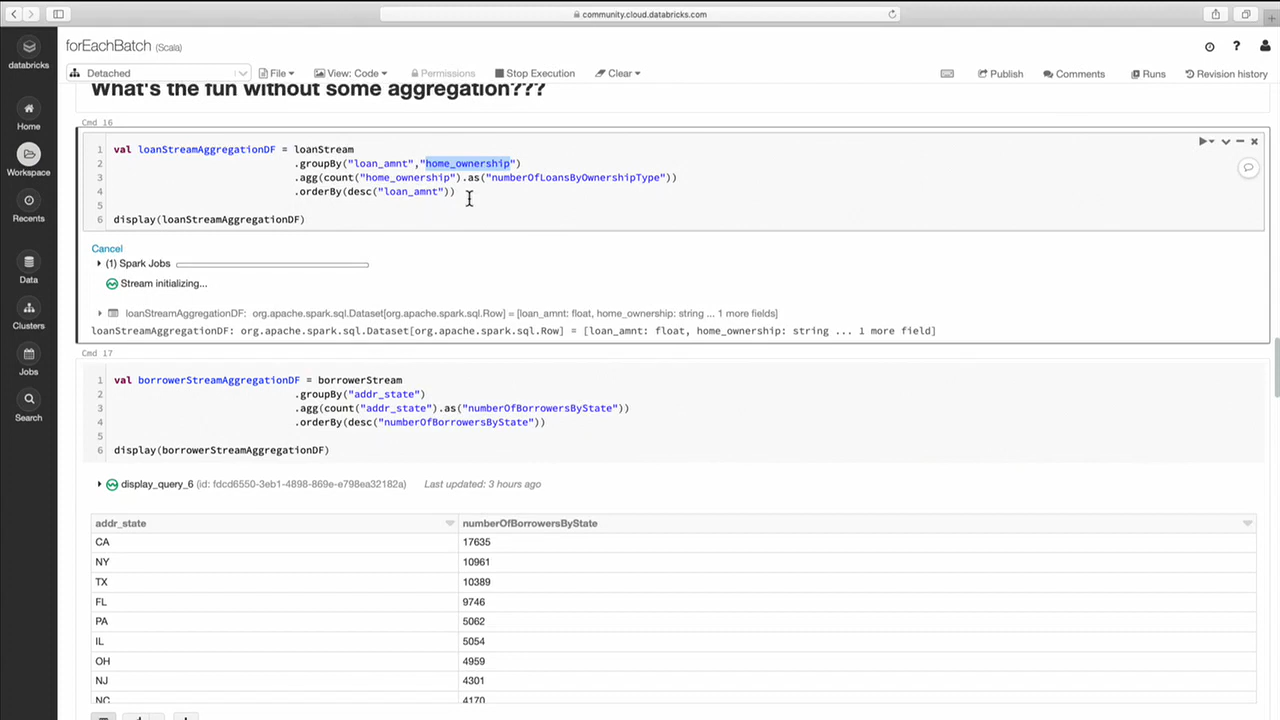 community.cloud.databricks.com
forEachBatch (Scala)
Detached File View: Code Permissions Stop Execution Clear Publish Comments Runs Revision history
databricks
Home
Workspace
Recents
Data
Clusters
Jobs
Search
What's the fun without some aggregation???
Cmd 16
1 val loanStreamAggregationDF = loanStream
2 .groupBy("loan_amnt","home_ownership")
3 .agg(count("home_ownership").as("numberOfLoansByOwnershipType"))
4 .orderBy(desc("loan_amnt"))
5
6 display(loanStreamAggregationDF)
Cancel
(1) Spark Jobs
Stream initializing...
loanStreamAggregationDF: org.apache.spark.sql.Dataset[org.apache.spark.sql.Row] = [loan_amnt: float, home_ownership: string ... 1 more fields]
loanStreamAggregationDF: org.apache.spark.sql.Dataset[org.apache.spark.sql.Row] = [loan_amnt: float, home_ownership: string ... 1 more field]
Cmd 17
1 val borrowerStreamAggregationDF = borrowerStream
2 .groupBy("addr_state")
3 .agg(count("addr_state").as("numberOfBorrowersByState"))
4 .orderBy(desc("numberOfBorrowersByState"))
5
6 display(borrowerStreamAggregationDF)
display_query_6 (id: fdcd6550-3eb1-4898-869e-e798ea32182a) Last updated: 3 hours ago
addr_state numberOfBorrowersByState
CA 17635
NY 10961
TX 10389
FL 9746
PA 5062
IL 5054
OH 4959
NJ 4301
NC 4170